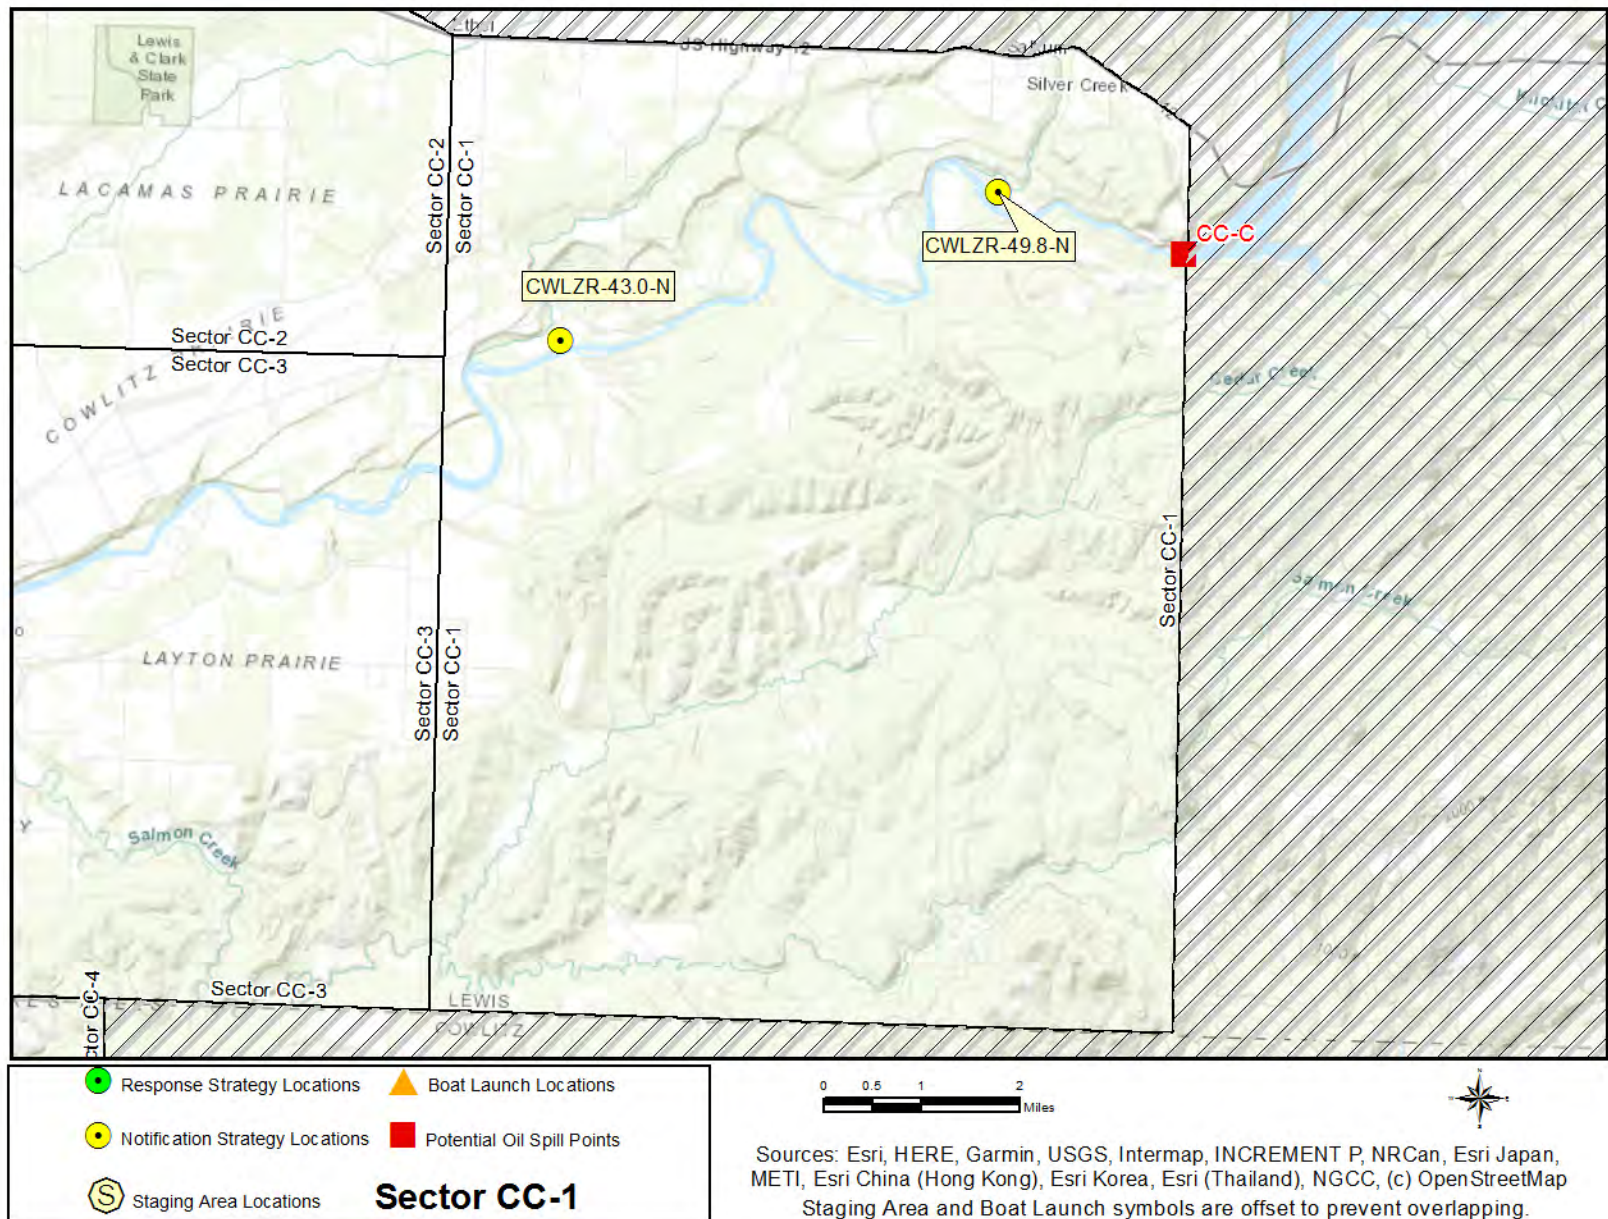 Ethel
US Highway 12
Salkum
Silver Creek
12
Lewis
& Clark
State
Park
LACAMAS PRAIRIE
Sector CC-2
Sector CC-1
CWLZR-49.8-N
CC-C
CWLZR-43.0-N
COWLITZ PRAIRIE
Sector CC-2
Sector CC-3
Cedar Creek
Sector CC-1
Salmon Creek
LAYTON PRAIRIE
Sector CC-3
Sector CC-1
Salmon Creek
Sector CC-3
LEWIS
COWLITZ
Response Strategy Locations
Boat Launch Locations
Notification Strategy Locations
Potential Oil Spill Points
S
Staging Area Locations
Sector CC-1
0 0.5 1 2
Miles
N
Sources: Esri, HERE, Garmin, USGS, Intermap, INCREMENT P, NRCan, Esri Japan,
METI, Esri China (Hong Kong), Esri Korea, Esri (Thailand), NGCC, (c) OpenStreetMap
Staging Area and Boat Launch symbols are offset to prevent overlapping.